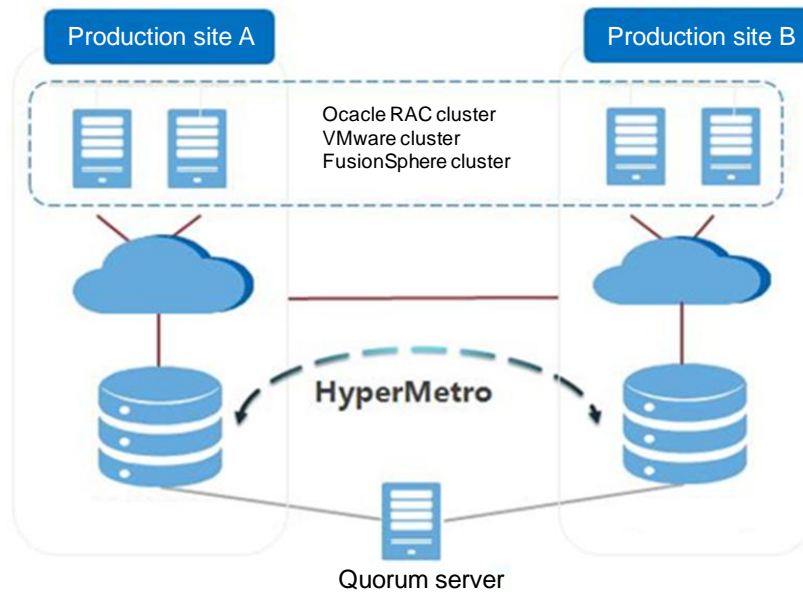 Production site A
Production site B
Ocacle RAC cluster
VMware cluster
FusionSphere cluster
HyperMetro
Quorum server